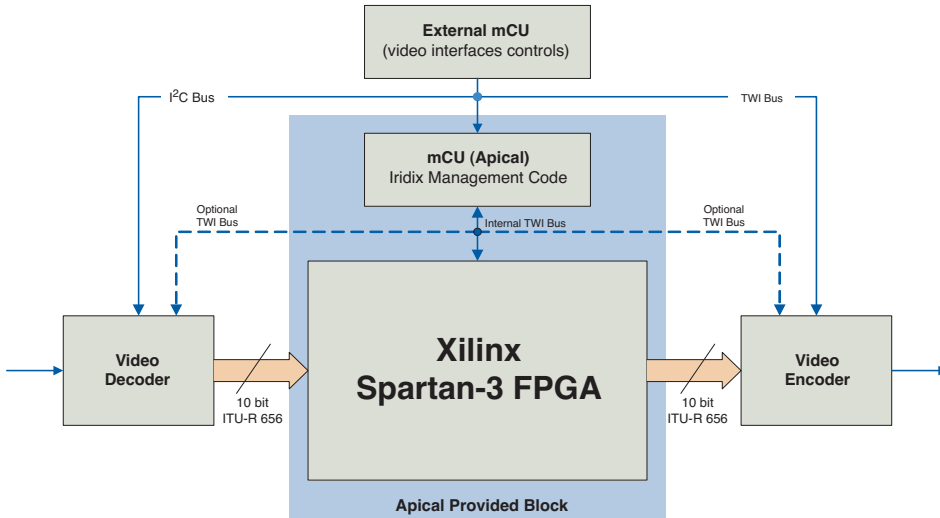 External mCU
(video interfaces controls)
I²C Bus
TWI Bus
mCU (Apical)
Iridix Management Code
Optional
TWI Bus
Internal TWI Bus
Optional
TWI Bus
Video
Decoder
10 bit
ITU-R 656
Xilinx
Spartan-3 FPGA
10 bit
ITU-R 656
Video
Encoder
Apical Provided Block